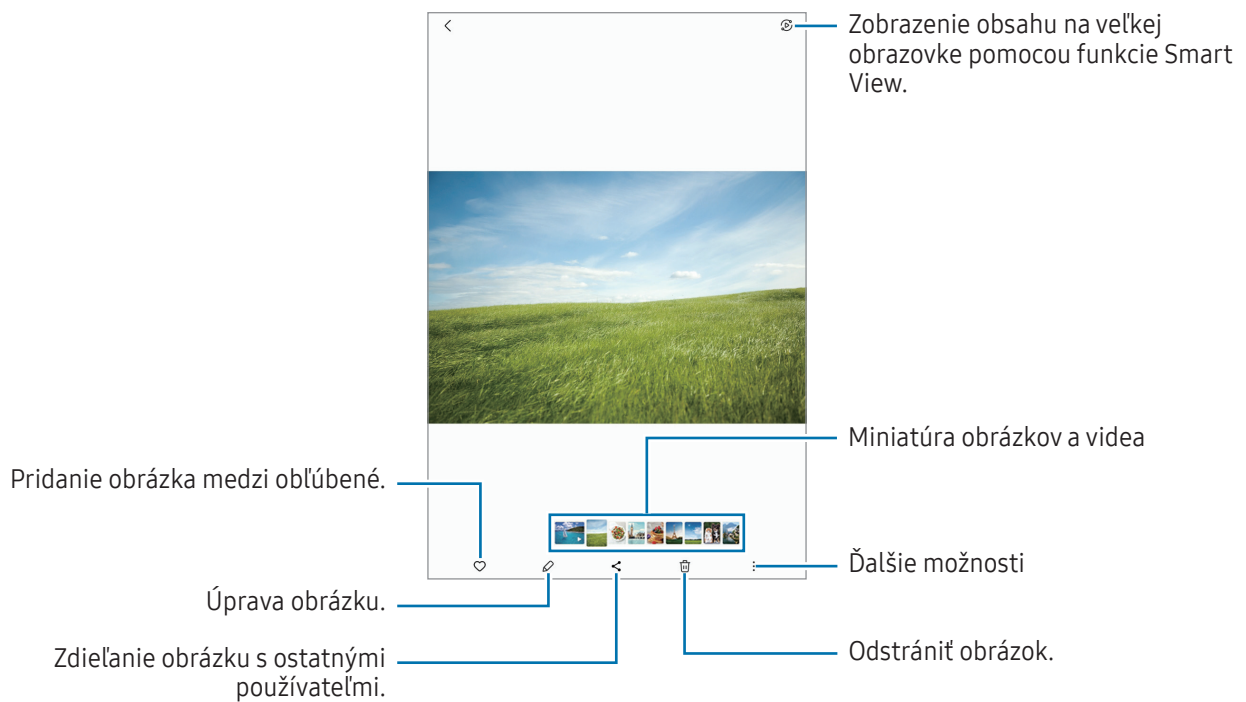 Zobrazenie obsahu na veľkej
obrazovke pomocou funkcie Smart
View.
Miniatúra obrázkov a videa
Pridanie obrázka medzi obľúbené.
Ďalšie možnosti
Úprava obrázku.
Odstrániť obrázok.
Zdieľanie obrázku s ostatnými
používateľmi.